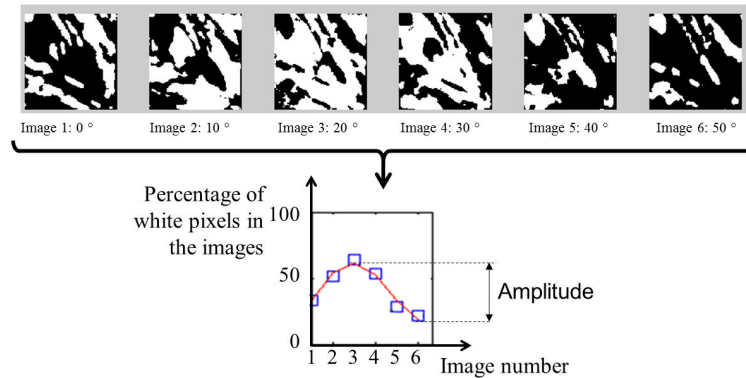 Image 1: 0 °
Image 2: 10 °
Image 3: 20 °
Image 4: 30 °
Image 5: 40 °
Image 6: 50 °
Percentage of
white pixels in
the images
100
50
0
Amplitude
1 2 3 4 5 6
Image number